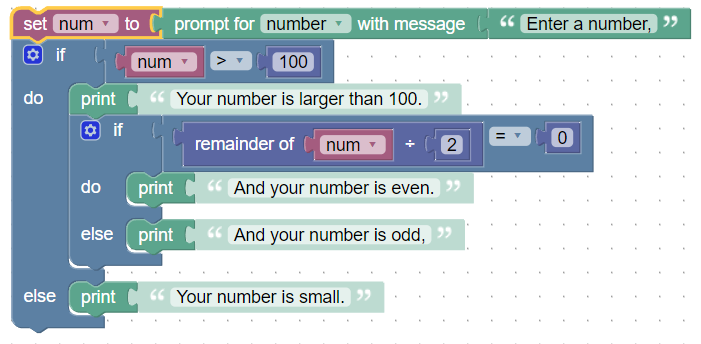 set num to prompt for number with message “ Enter a number, ”
if num > 100
do print “ Your number is larger than 100. ”
if remainder of num ÷ 2 = 0
do print “ And your number is even. ”
else print “ And your number is odd, ”
else print “ Your number is small. ”